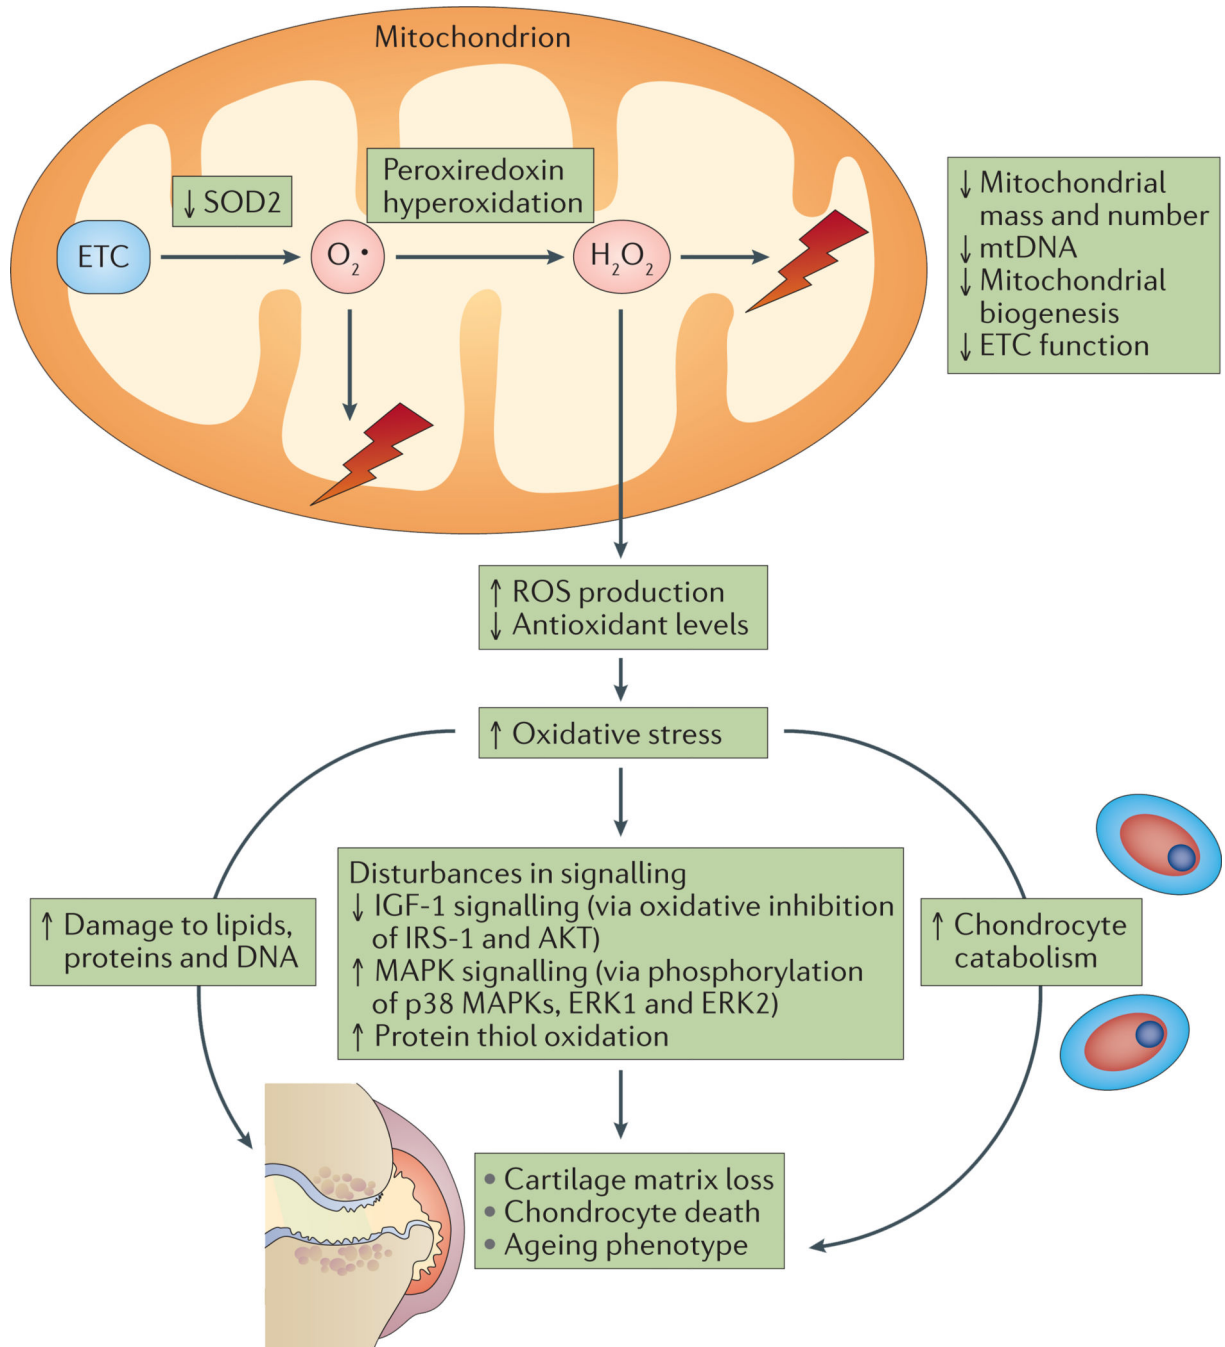 Mitochondrion
↓ SOD2
Peroxiredoxin
hyperoxidation
ETC
O₂•
H₂O₂
↓ Mitochondrial
mass and number
↓ mtDNA
↓ Mitochondrial
biogenesis
↓ ETC function
↑ ROS production
↓ Antioxidant levels
↑ Oxidative stress
↑ Damage to lipids,
proteins and DNA
Disturbances in signalling
↓ IGF-1 signalling (via oxidative inhibition
of IRS-1 and AKT)
↑ MAPK signalling (via phosphorylation
of p38 MAPKs, ERK1 and ERK2)
↑ Protein thiol oxidation
↑ Chondrocyte
catabolism
• Cartilage matrix loss
• Chondrocyte death
• Ageing phenotype